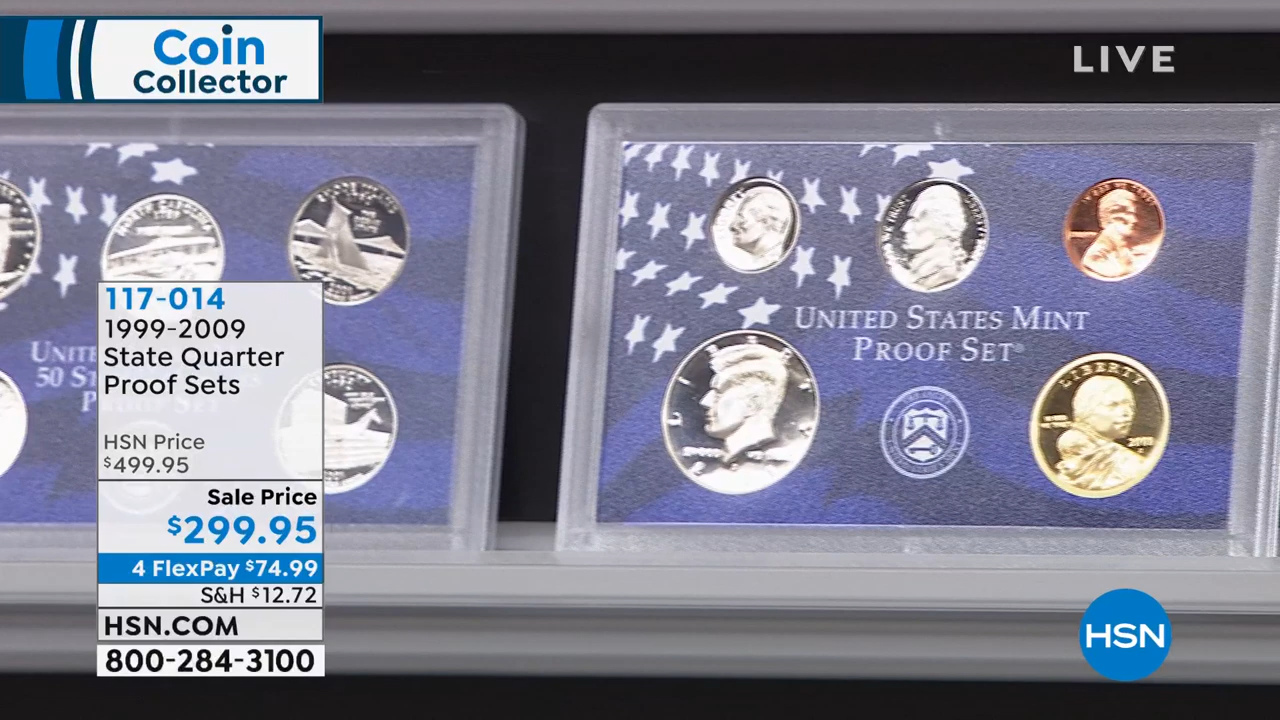 Coin
Collector
LIVE
117-014
1999-2009
State Quarter
Proof Sets
HSN Price
$499.95
Sale Price
$299.95
4 FlexPay $74.99
S&H $12.72
HSN.COM
800-284-3100
UNITED STATES MINT
PROOF SET
LIBERTY
HSN